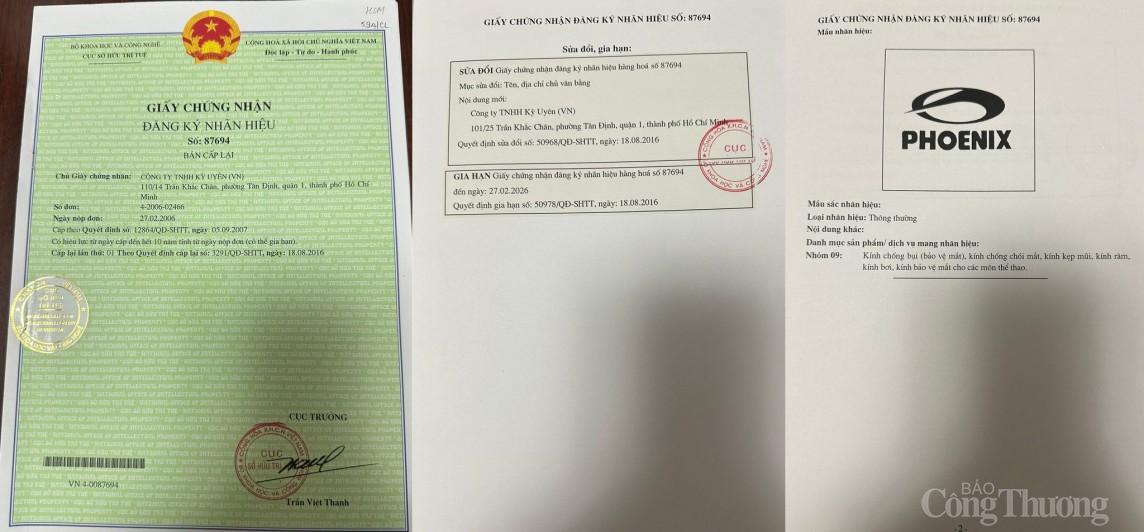 KOM
BỘ KHOA HỌC VÀ CÔNG NGHỆ
CỤC SỞ HỮU TRÍ TUỆ
CỘNG HOÀ XÃ HỘI CHỦ NGHĨA VIỆT NAM
Độc lập - Tự do - Hạnh phúc
GIẤY CHỨNG NHẬN
ĐĂNG KÝ NHÃN HIỆU
Số: 87694
BẢN CẤP LẠI
Chủ Giấy chứng nhận: CÔNG TY TNHH KỲ UYÊN (VN)
110/14 Trần Khắc Chân, phường Tân Định, quận 1, thành phố Hồ Chí
Minh
Số đơn: 4-2006-02466
Ngày nộp đơn: 27.02.2006
Cấp theo Quyết định số: 12864/QĐ-SHTT, ngày: 05.09.2007
Có hiệu lực từ ngày cấp đến hết 10 năm tính từ ngày nộp đơn (có thể gia hạn).
Cấp lại lần thứ: 01 Theo Quyết định cấp lại số: 3291/QĐ-SHTT, ngày: 18.08.2016
CỤC TRƯỞNG
CỤC
SỞ HỮU TRÍ
Trần Việt Thanh
VN 4-0087694
GIẤY CHỨNG NHẬN ĐĂNG KÝ NHÃN HIỆU SỐ: 87694
Sửa đổi, gia hạn:
SỬA ĐỔI Giấy chứng nhận đăng ký nhãn hiệu hàng hoá số 87694
Mục sửa đổi: Tên, địa chỉ chủ văn bằng
Nội dung mới:
Công ty TNHH Kỳ Uyên (VN)
101/25 Trần Khắc Chân, phường Tân Định, quận 1, thành phố Hồ Chí Minh
Quyết định sửa đổi số: 50968/QĐ-SHTT, ngày: 18.08.2016
CỤC
GIA HẠN Giấy chứng nhận đăng ký nhãn hiệu hàng hoá số 87694
đến ngày: 27.02.2026
Quyết định gia hạn số: 50978/QĐ-SHTT, ngày: 18.08.2016
GIẤY CHỨNG NHẬN ĐĂNG KÝ NHÃN HIỆU SỐ: 87694
Mẫu nhãn hiệu:
PHOENIX
Màu sắc nhãn hiệu:
Loại nhãn hiệu: Thông thường
Nội dung khác:
Danh mục sản phẩm/ dịch vụ mang nhãn hiệu:
Nhóm 09: Kính chống bụi (bảo vệ mắt), kính chống chói mắt, kính kẹp mũi, kính râm,
kính bơi, kính bảo vệ mắt cho các môn thể thao.
BÁO
Công Thương
-2-